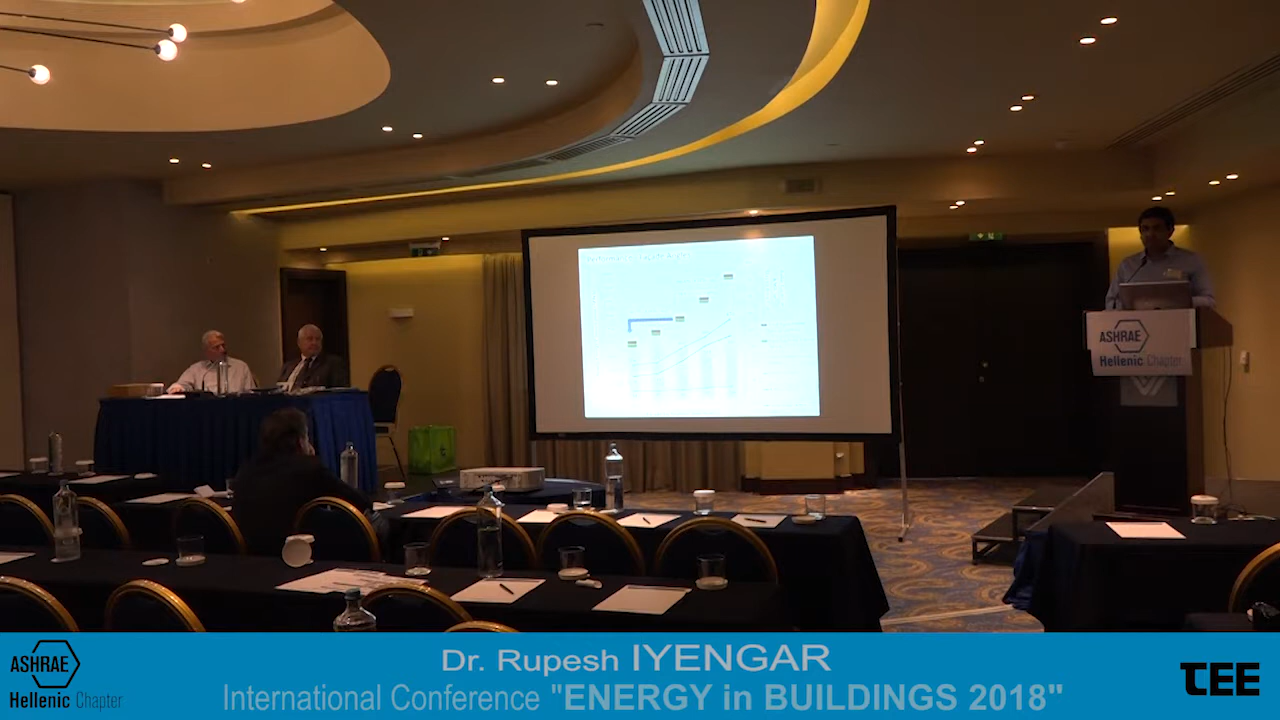 ASHRAE
Hellenic Chapter
Dr. Rupesh IYENGAR
International Conference "ENERGY in BUILDINGS 2018"
ASHRAE
Hellenic Chapter
TEE